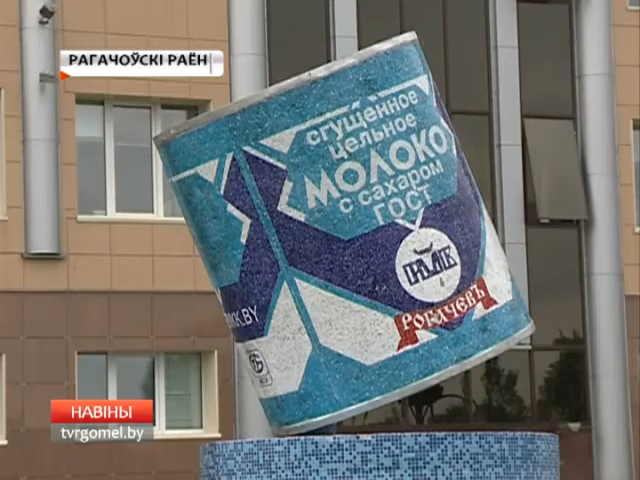 РАГАЧОЎСКІ РАЁН
сгущённое
цельное
МОЛОКО
с сахаром
ГОСТ
РОГАЧЕВЪ
НАВІНЫ
tvrgomel.by